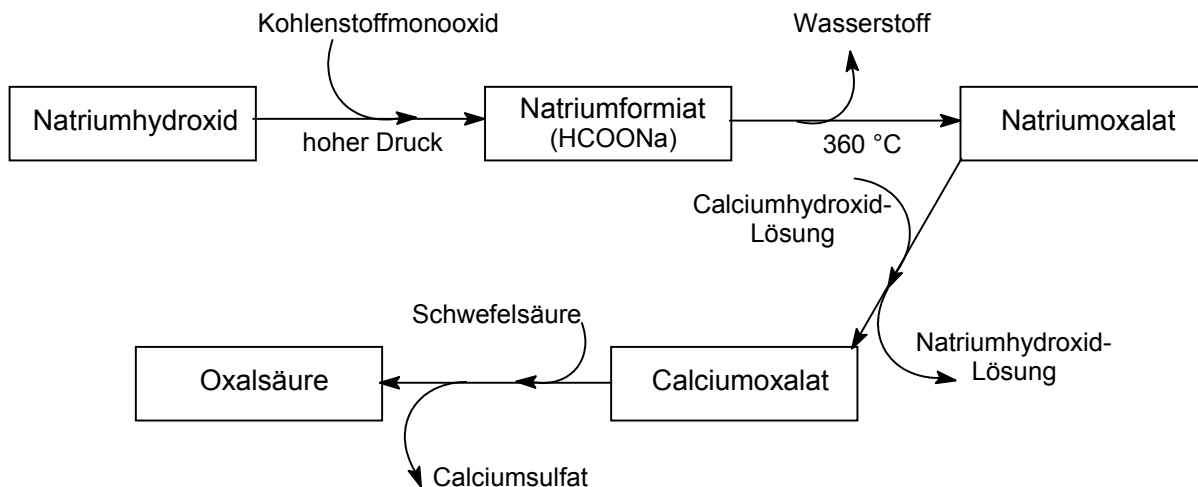 Kohlenstoffmonooxid
Wasserstoff
Natriumhydroxid
hoher Druck
Natriumformiat
(HCOONa)
360 °C
Natriumoxalat
Calciumhydroxid-
Lösung
Schwefelsäure
Natriumhydroxid-
Lösung
Oxalsäure
Calciumoxalat
Calciumsulfat